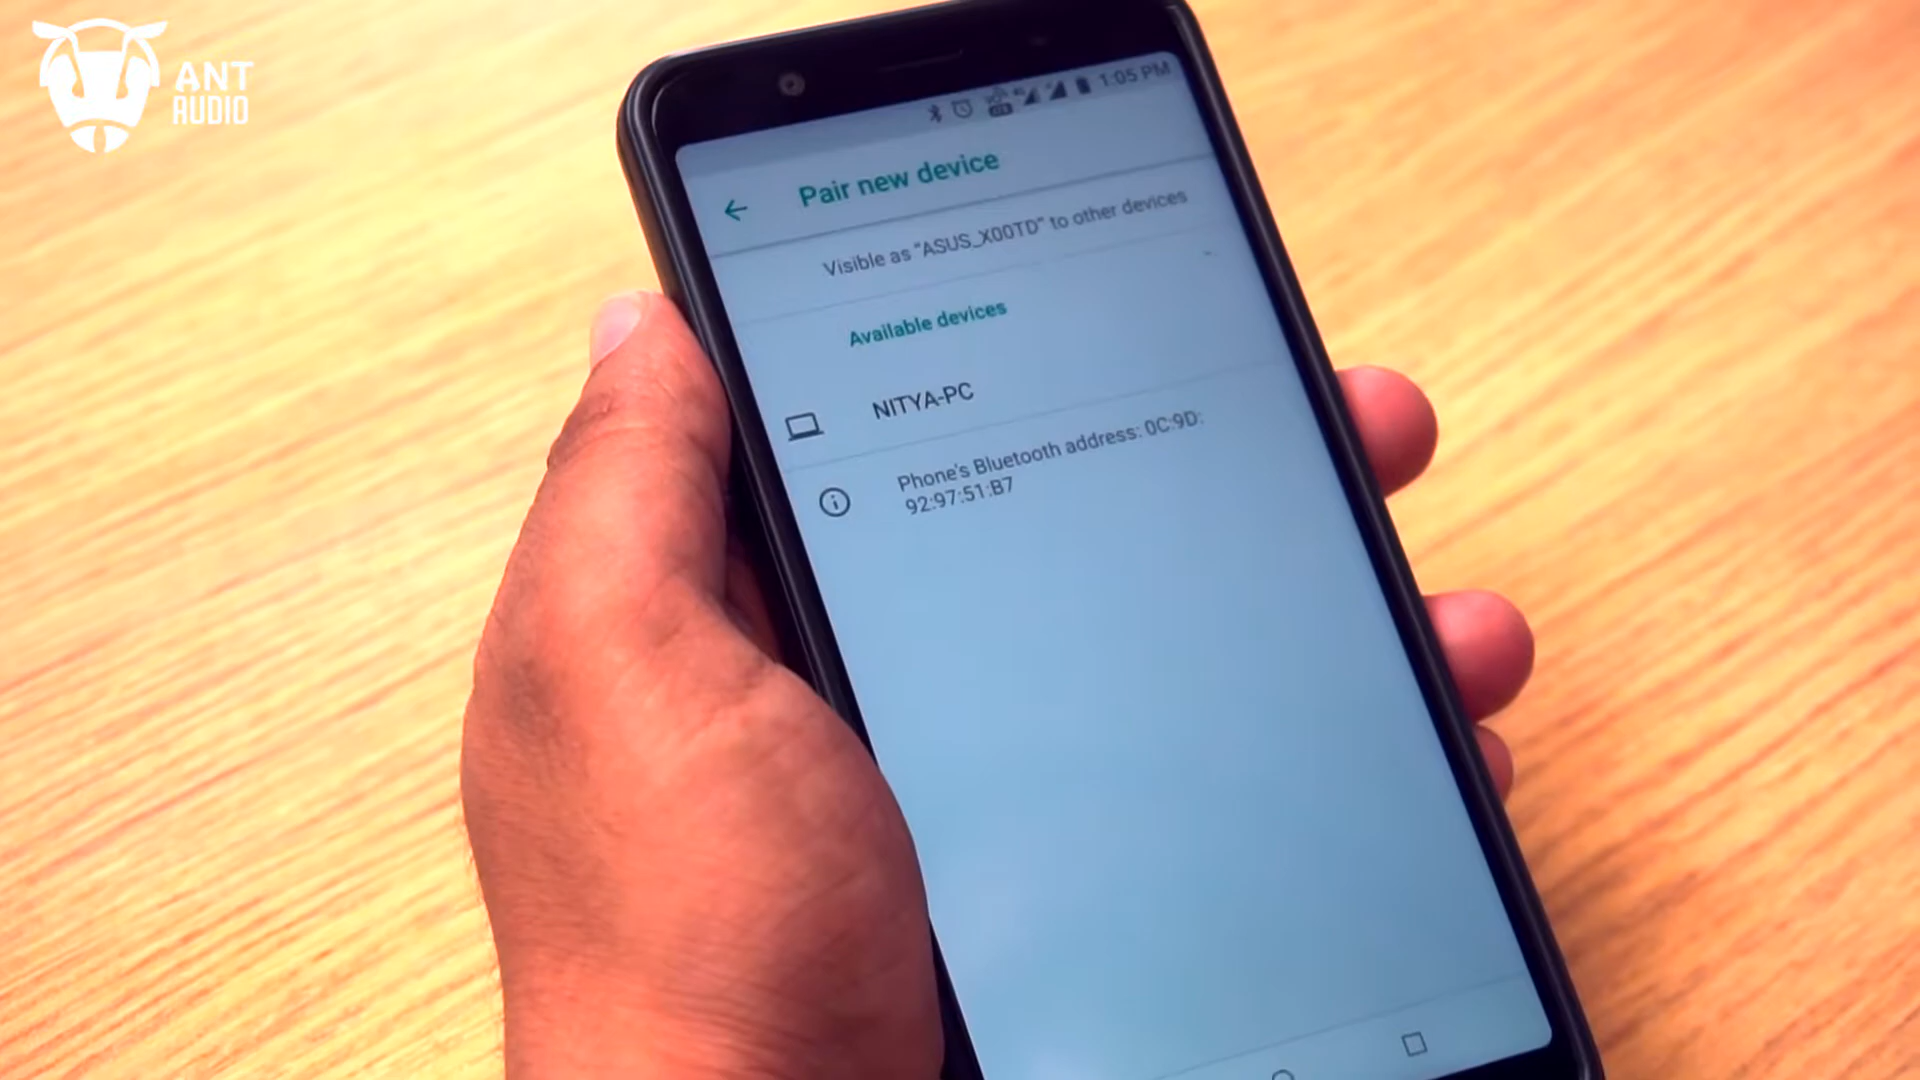 ANT
AUDIO
1:05 PM
Pair new device
Visible as "ASUS_X00TD" to other devices
Available devices
NITYA-PC
Phone's Bluetooth address: 0C:9D:
92:97:51:B7